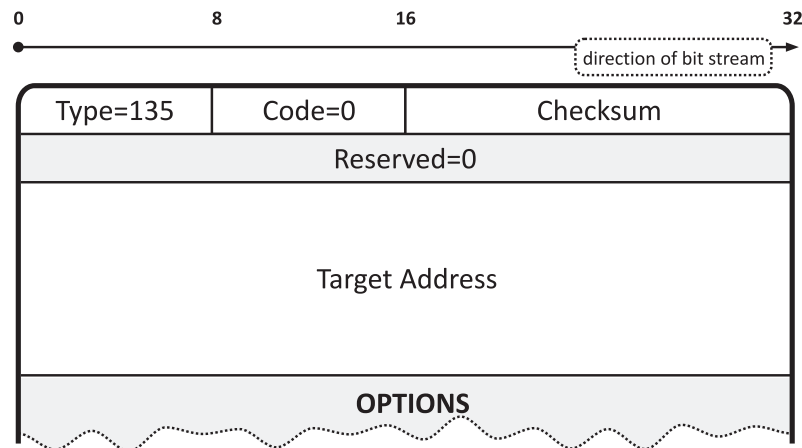 0 8 16 32
direction of bit stream
Type=135 Code=0 Checksum
Reserved=0
Target Address
OPTIONS